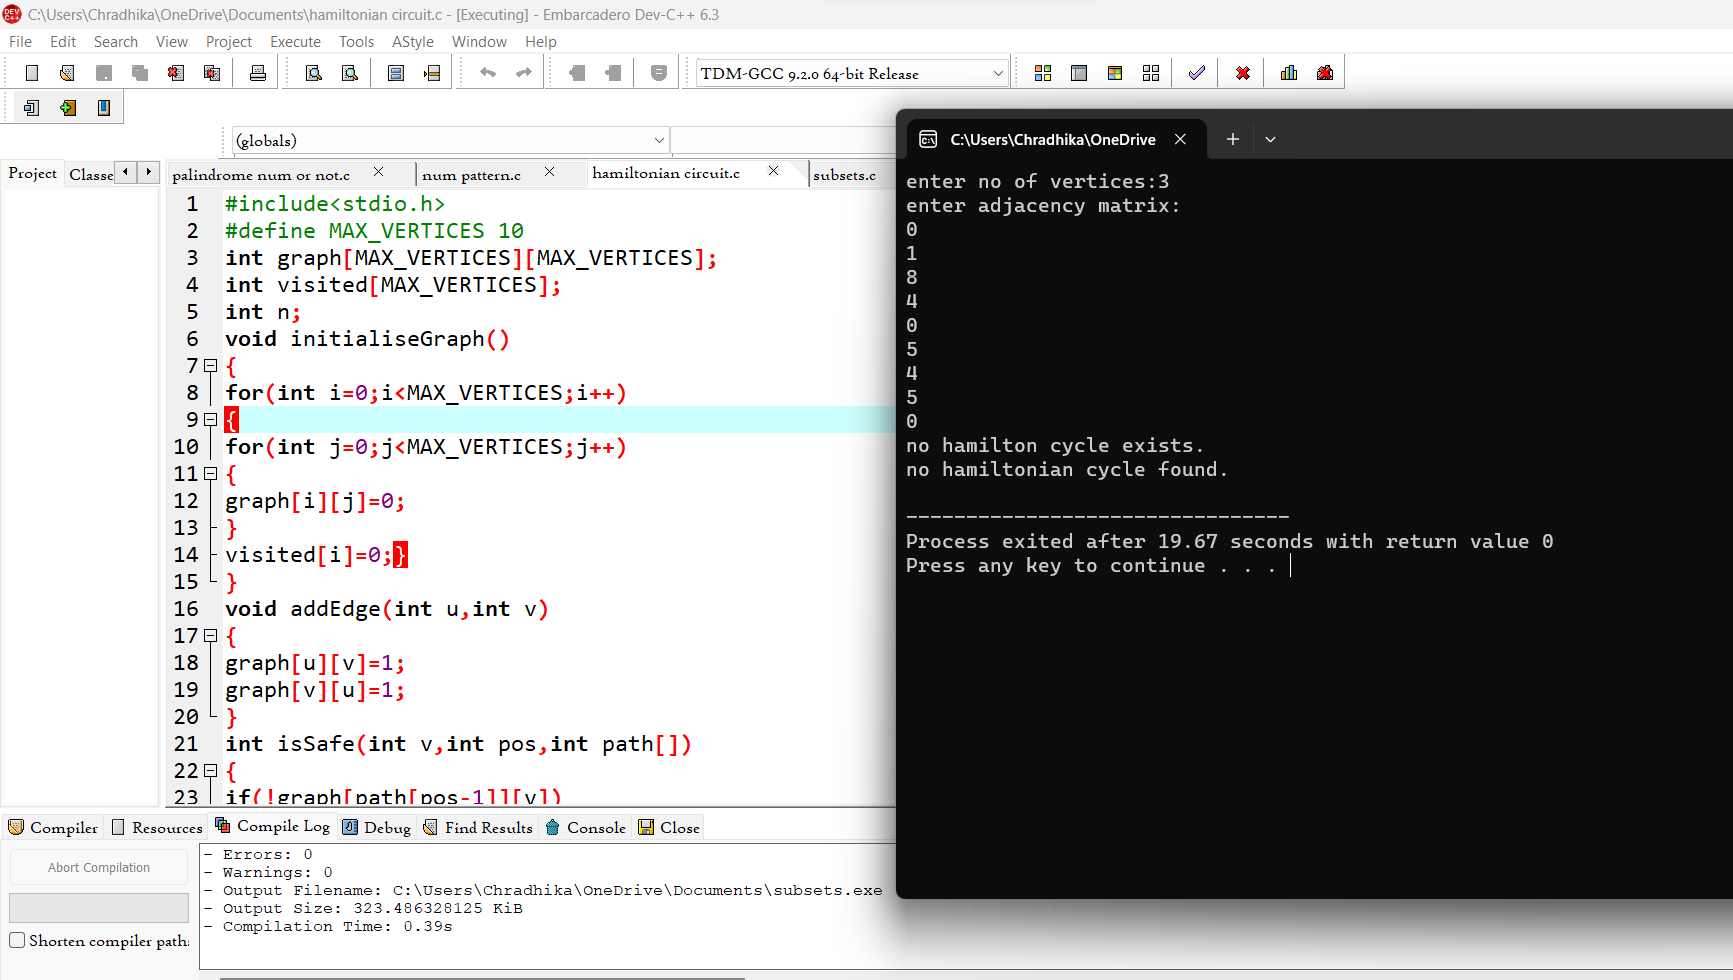 C:\Users\Chradhika\OneDrive\Documents\hamiltonian circuit.c - [Executing] - Embarcadero Dev-C++ 6.3
File Edit Search View Project Execute Tools AStyle Window Help
TDM-GCC 9.2.0 64-bit Release
(globals)
Project Classe
palindrome num or not.c num pattern.c hamiltonian circuit.c subsets.c
1 #include<stdio.h>
2 #define MAX_VERTICES 10
3 int graph[MAX_VERTICES][MAX_VERTICES];
4 int visited[MAX_VERTICES];
5 int n;
6 void initialiseGraph()
7 {
8 for(int i=0;i<MAX_VERTICES;i++)
9 {
10 for(int j=0;j<MAX_VERTICES;j++)
11 {
12 graph[i][j]=0;
13 }
14 visited[i]=0;}
15 }
16 void addEdge(int u,int v)
17 {
18 graph[u][v]=1;
19 graph[v][u]=1;
20 }
21 int isSafe(int v,int pos,int path[])
22 {
23 if(!graph[path[pos-1]][v])
C:\Users\Chradhika\OneDrive
enter no of vertices:3
enter adjacency matrix:
0
1
8
4
0
5
4
5
0
no hamilton cycle exists.
no hamiltonian cycle found.
--------------------------------
Process exited after 19.67 seconds with return value 0
Press any key to continue . . .
Compiler Resources Compile Log Debug Find Results Console Close
Abort Compilation
Shorten compiler path
- Errors: 0
- Warnings: 0
- Output Filename: C:\Users\Chradhika\OneDrive\Documents\subsets.exe
- Output Size: 323.486328125 KiB
- Compilation Time: 0.39s